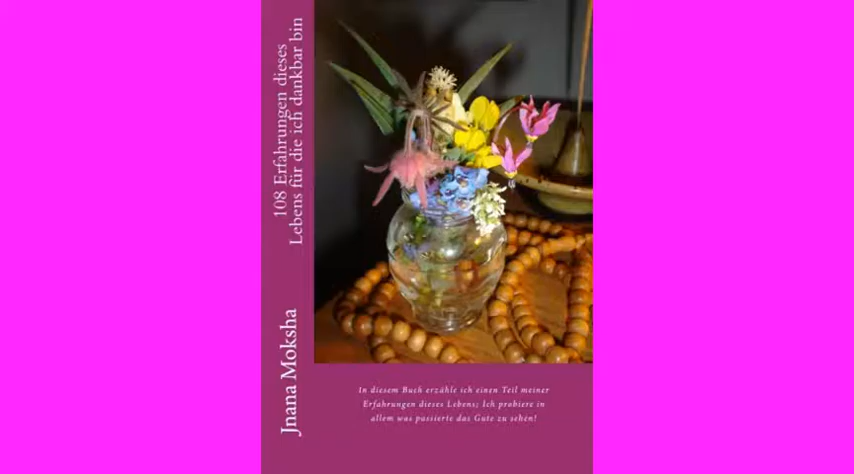 108 Erfahrungen dieses
Lebens für die ich dankbar bin
Jnana Moksha
In diesem Buch erzähle ich einen Teil meiner
Erfahrungen dieses Lebens; Ich probiere in
allem was passierte das Gute zu sehen!